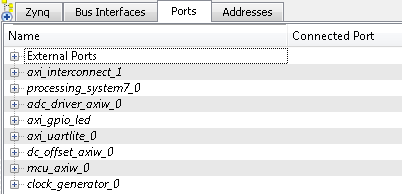 Zynq Bus Interfaces Ports Addresses
Name Connected Port
External Ports
axi_interconnect_1
processing_system7_0
adc_driver_axiw_0
axi_gpio_led
axi_uartlite_0
dc_offset_axiw_0
mcu_axiw_0
clock_generator_0